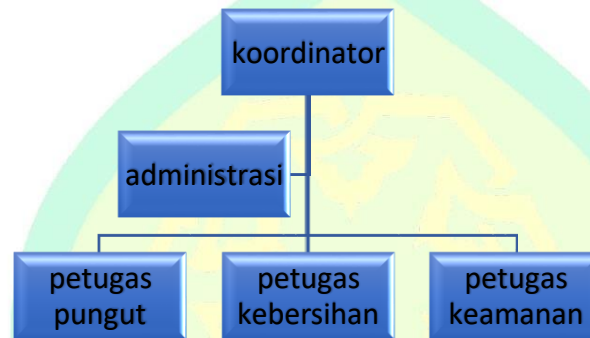 koordinator
administrasi
petugas
pungut
petugas
kebersihan
petugas
keamanan